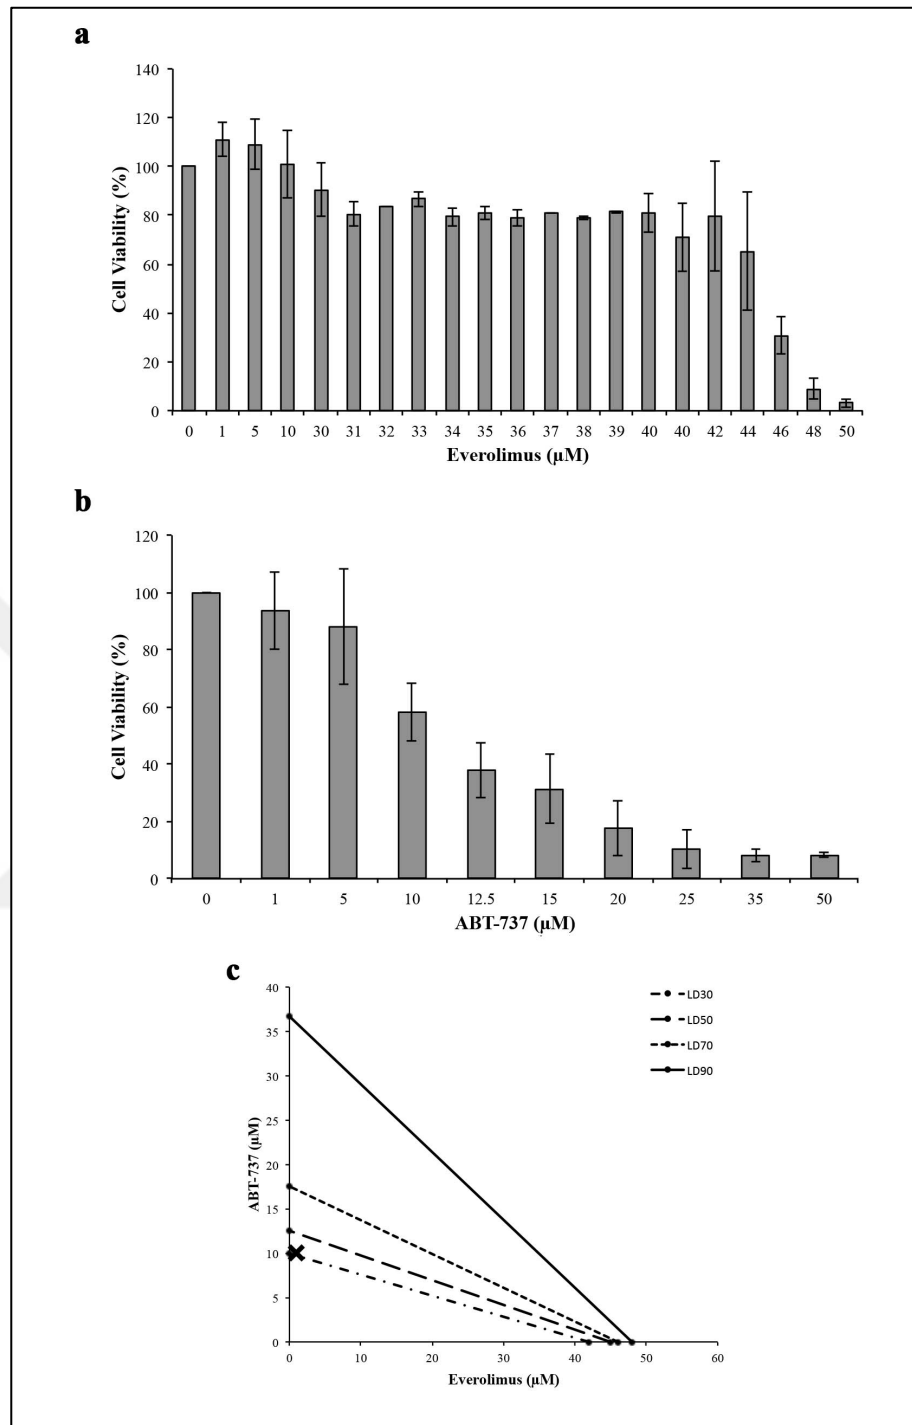 a
140
120
100
80
60
40
20
0
Cell Viability (%)
0 1 5 10 30 31 32 33 34 35 36 37 38 39 40 40 42 44 46 48 50
Everolimus (µM)
b
120
100
80
60
40
20
0
Cell Viability (%)
0 1 5 10 12.5 15 20 25 35 50
ABT-737 (µM)
c
40
35
30
25
20
15
10
5
0
ABT-737 (µM)
LD30
LD50
LD70
LD90
0 10 20 30 40 50 60
Everolimus (µM)